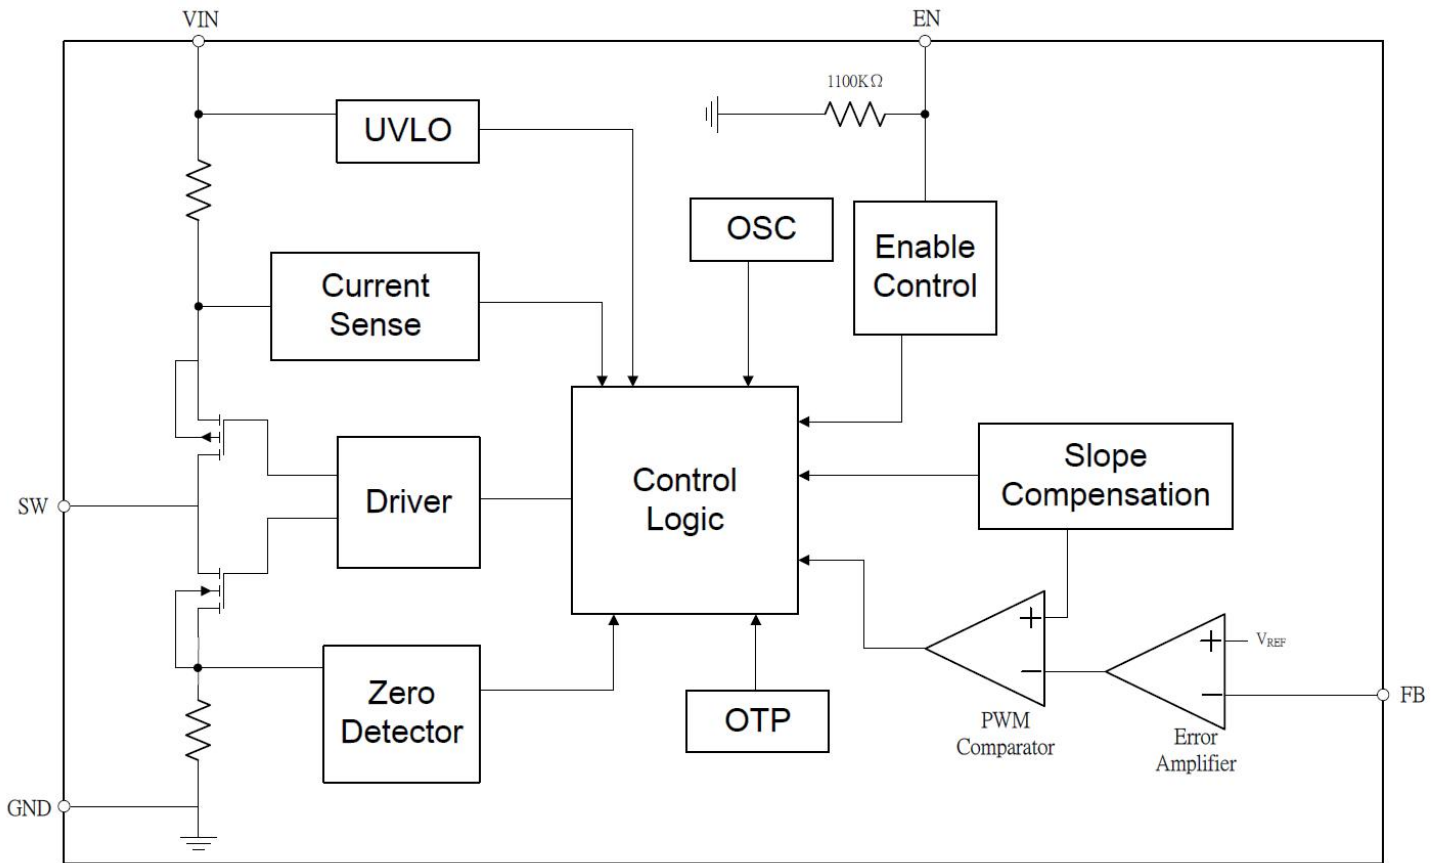 VIN
EN
1100KΩ
UVLO
OSC
Enable
Control
Current
Sense
Slope
Compensation
Control
Logic
Driver
SW
+
−
+
−
VREF
FB
Zero
Detector
OTP
PWM
Comparator
Error
Amplifier
GND